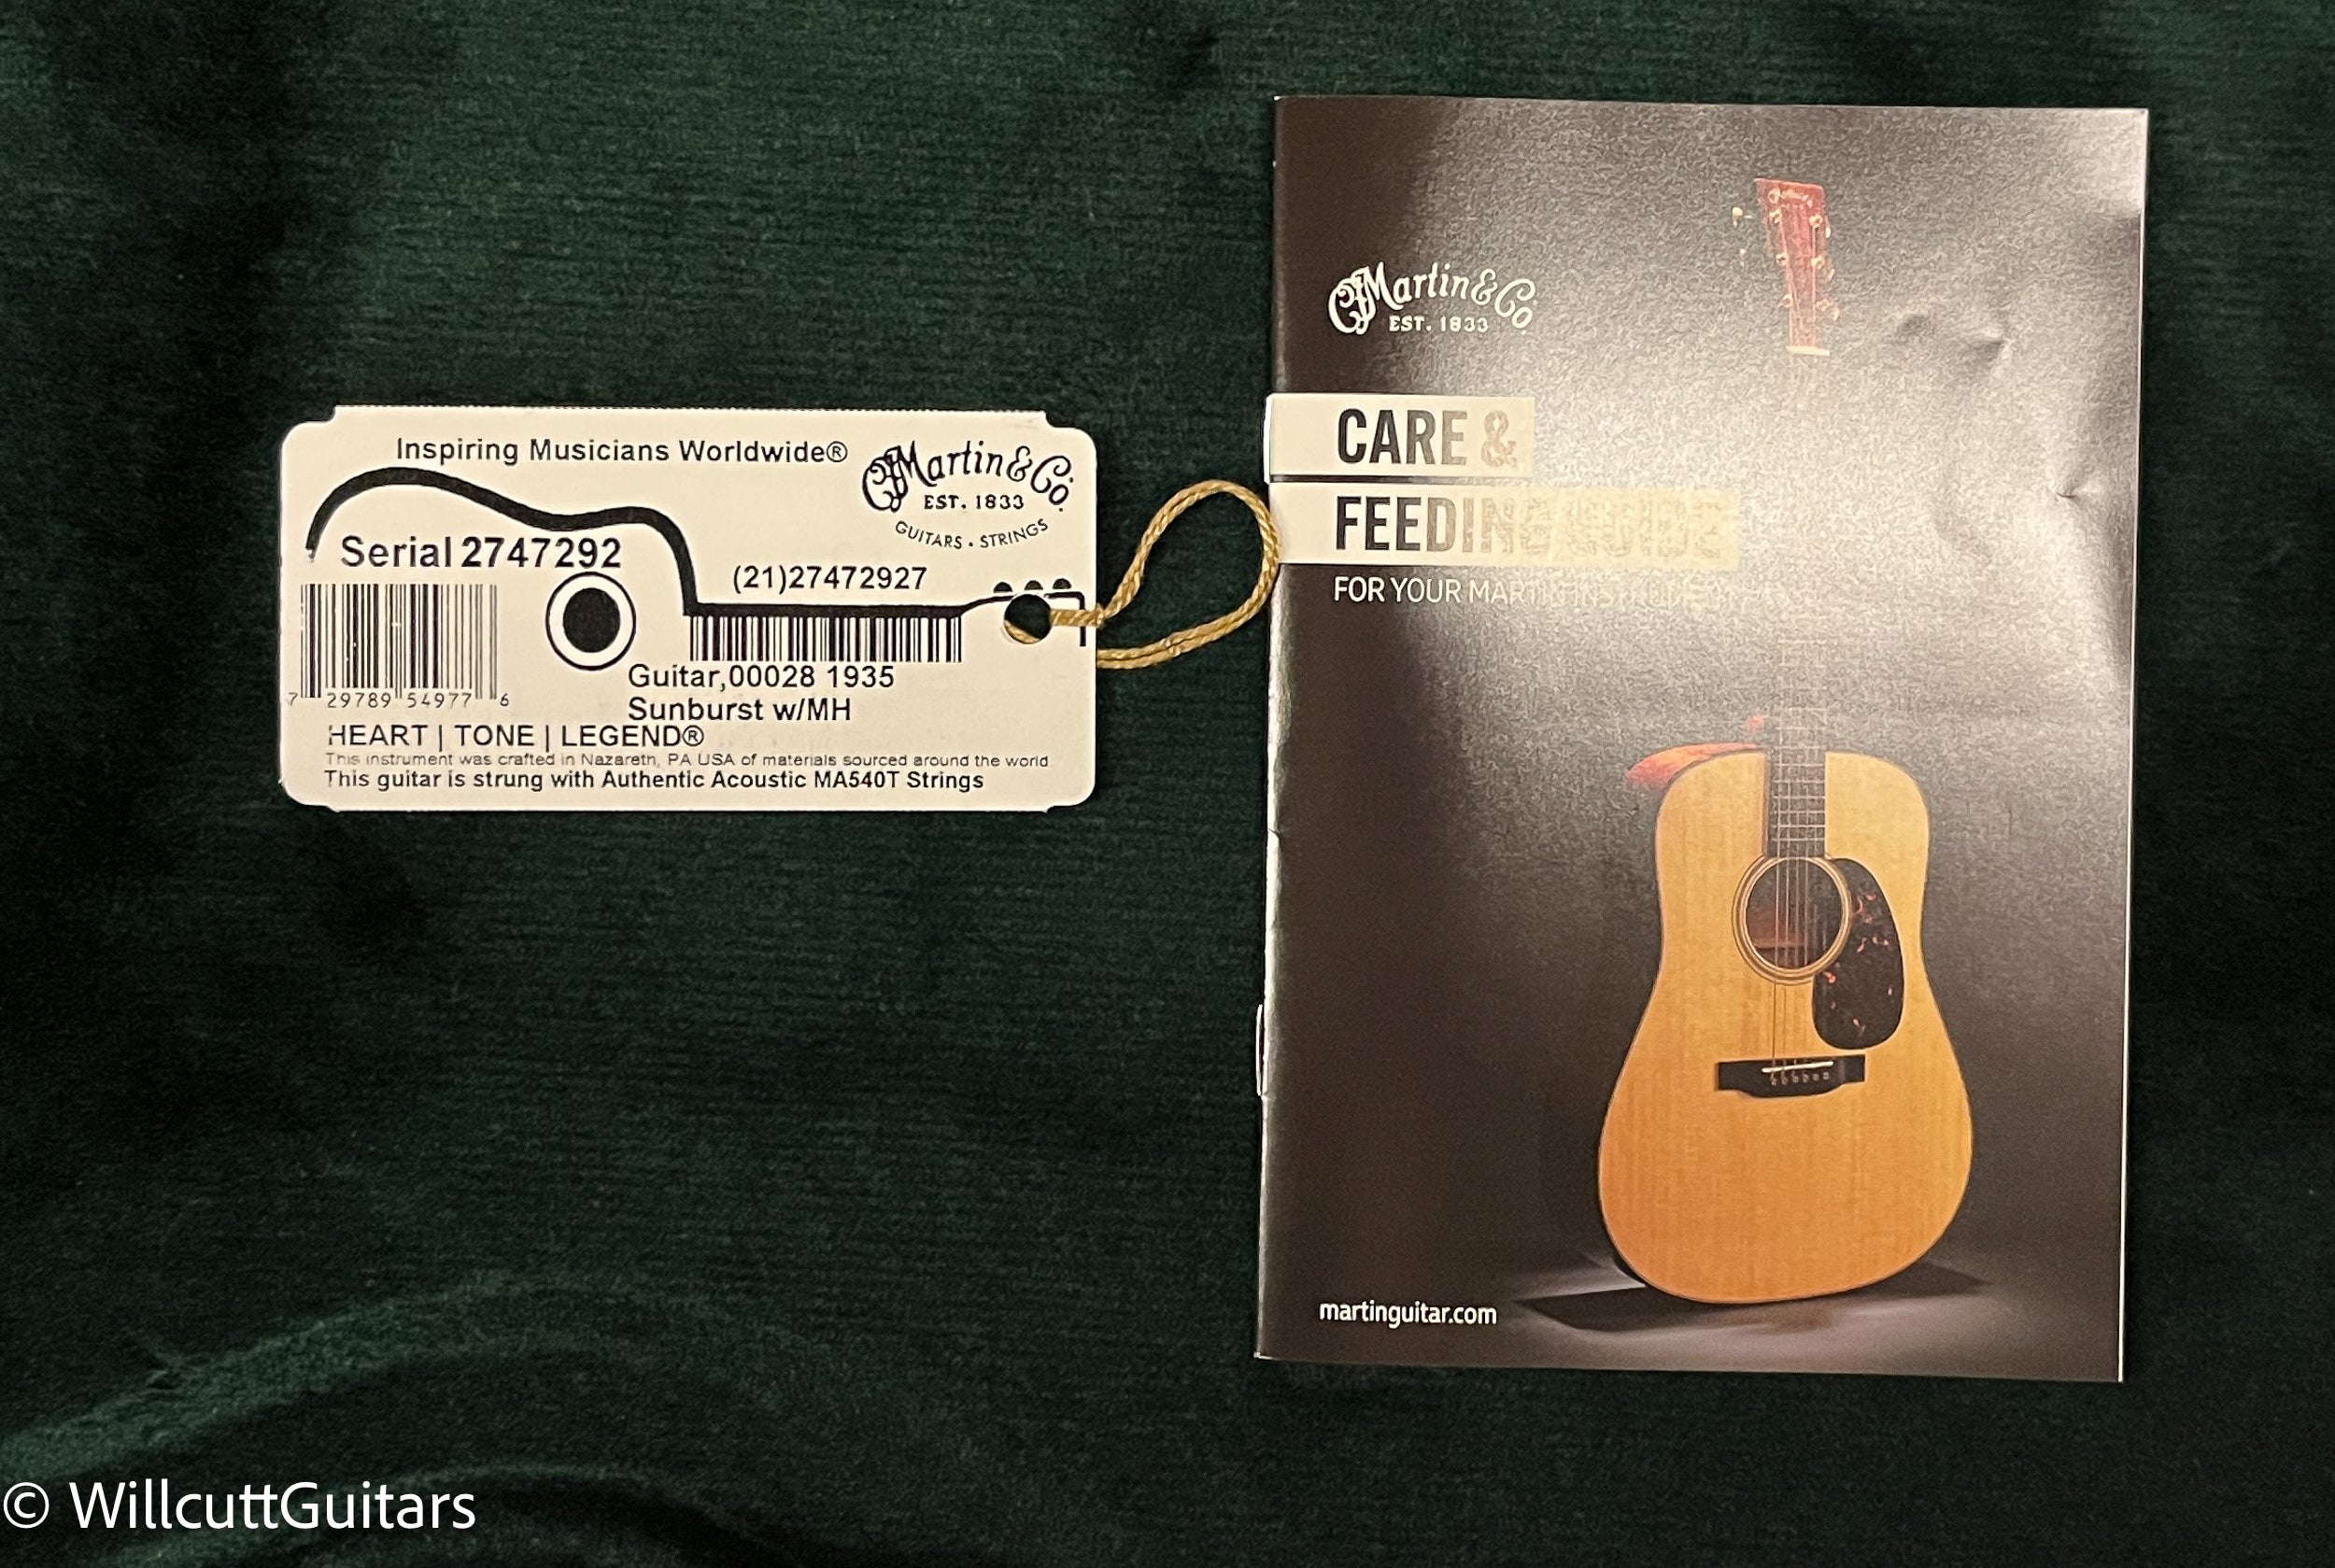 Inspiring Musicians Worldwide®
CFMartin & Co.
EST. 1833
GUITARS • STRINGS
Serial 2747292
(21)27472927
7 29789 54977 6
Guitar,00028 1935
Sunburst w/MH
HEART | TONE | LEGEND®
This instrument was crafted in Nazareth, PA USA of materials sourced around the world
This guitar is strung with Authentic Acoustic MA540T Strings
CFMartin & Co
EST. 1833
CARE &
FEEDING GUIDE
FOR YOUR MARTIN INSTRUMENT
martinguitar.com
© WillcuttGuitars